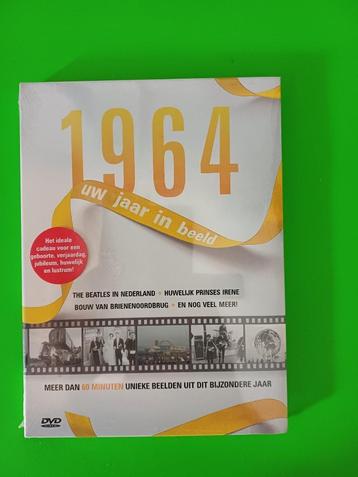 1964
uw jaar in beeld
Het ideale
cadeau voor een
geboorte, verjaardag,
jubileum, huwelijk
en lustrum!
THE BEATLES IN NEDERLAND • HUWELIJK PRINSES IRENE
BOUW VAN BRIENENOORDBRUG • EN NOG VEEL MEER!
MEER DAN 60 MINUTEN UNIEKE BEELDEN UIT DIT BIJZONDERE JAAR
DVD